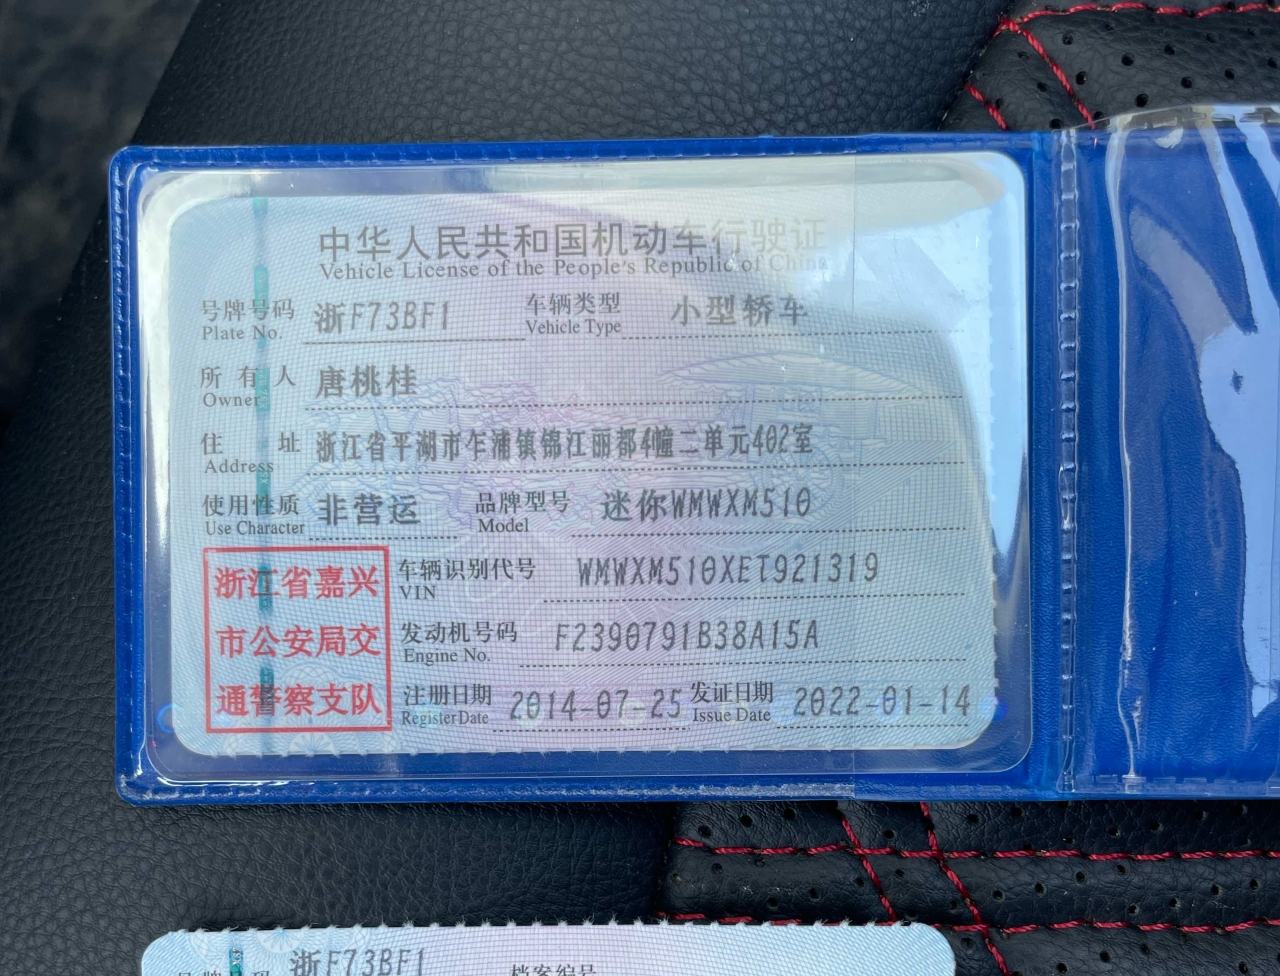 中华人民共和国机动车行驶证
Vehicle License of the People's Republic of China
号牌号码 浙F73BF1 车辆类型 小型轿车
Plate No. Vehicle Type
所有人 唐桃桂
Owner
住址 浙江省平湖市乍浦镇锦江丽都4幢二单元402室
Address
使用性质 非营运 品牌型号 迷你WMWXM510
Use Character Model
浙江省嘉兴
市公安局交
通警察支队
车辆识别代号 WMWXM510XET921319
VIN
发动机号码 F2390791B38A15A
Engine No.
注册日期 2014-07-25 发证日期 2022-01-14
Register Date Issue Date
号牌号码 浙F73BF1 档案编号